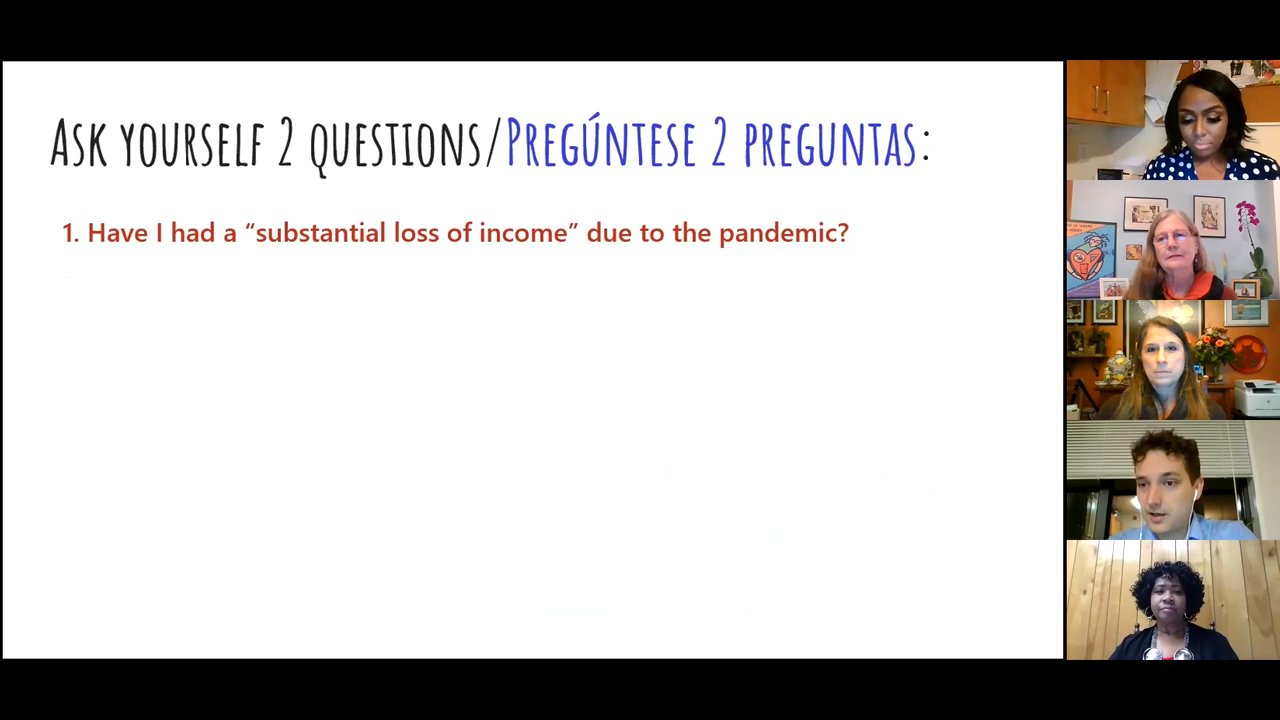 Ask yourself 2 questions/Pregúntese 2 preguntas:
1. Have I had a “substantial loss of income” due to the pandemic?